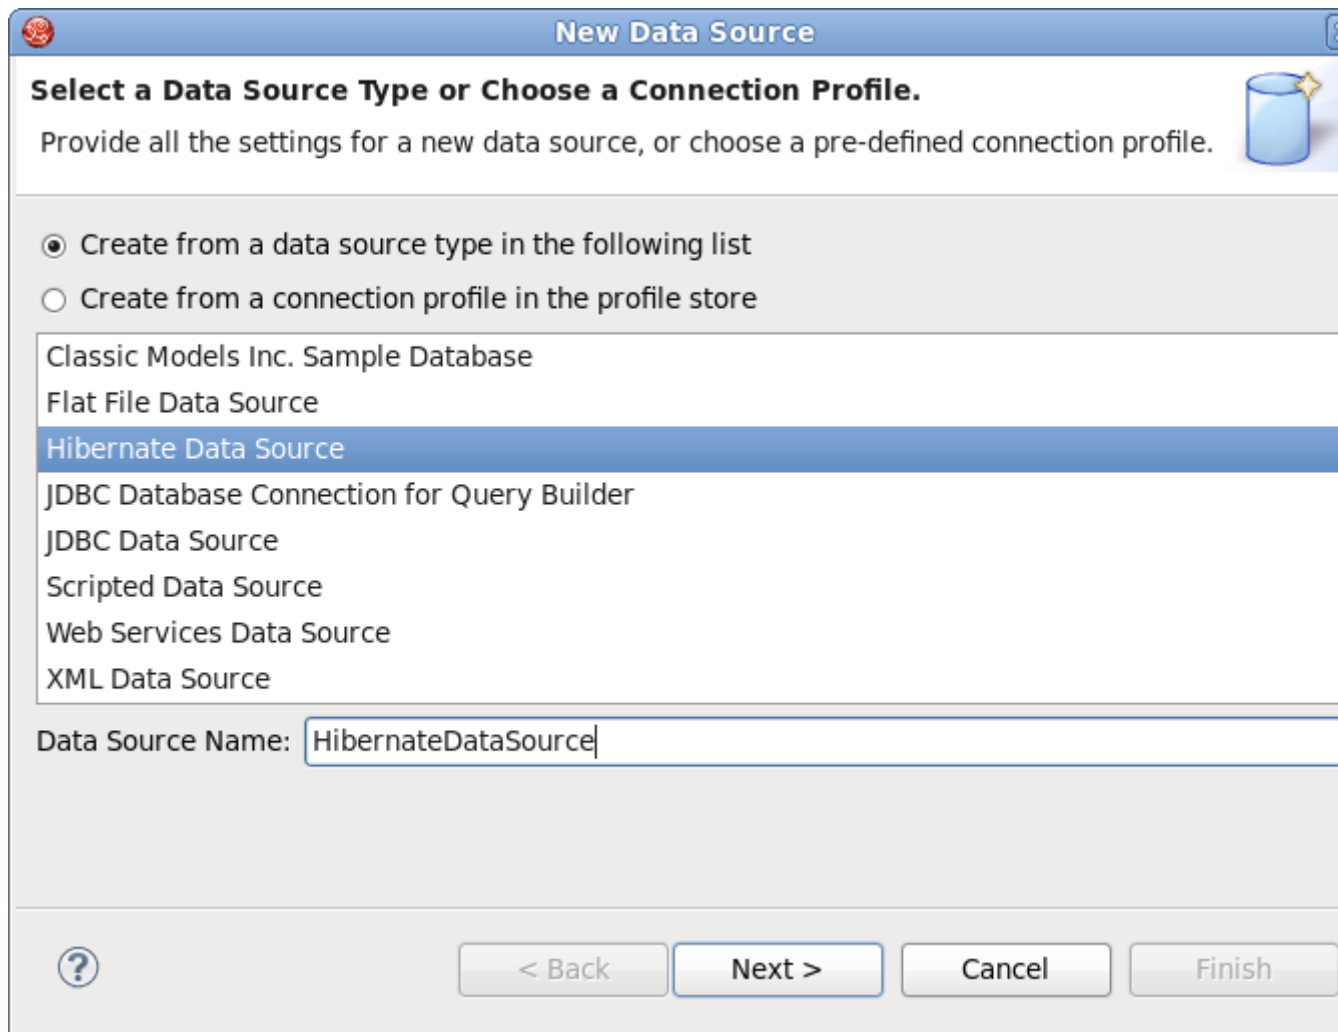 New Data Source
Select a Data Source Type or Choose a Connection Profile.
Provide all the settings for a new data source, or choose a pre-defined connection profile.
Create from a data source type in the following list
Create from a connection profile in the profile store
Classic Models Inc. Sample Database
Flat File Data Source
Hibernate Data Source
JDBC Database Connection for Query Builder
JDBC Data Source
Scripted Data Source
Web Services Data Source
XML Data Source
Data Source Name: HibernateDataSource
? < Back Next > Cancel Finish